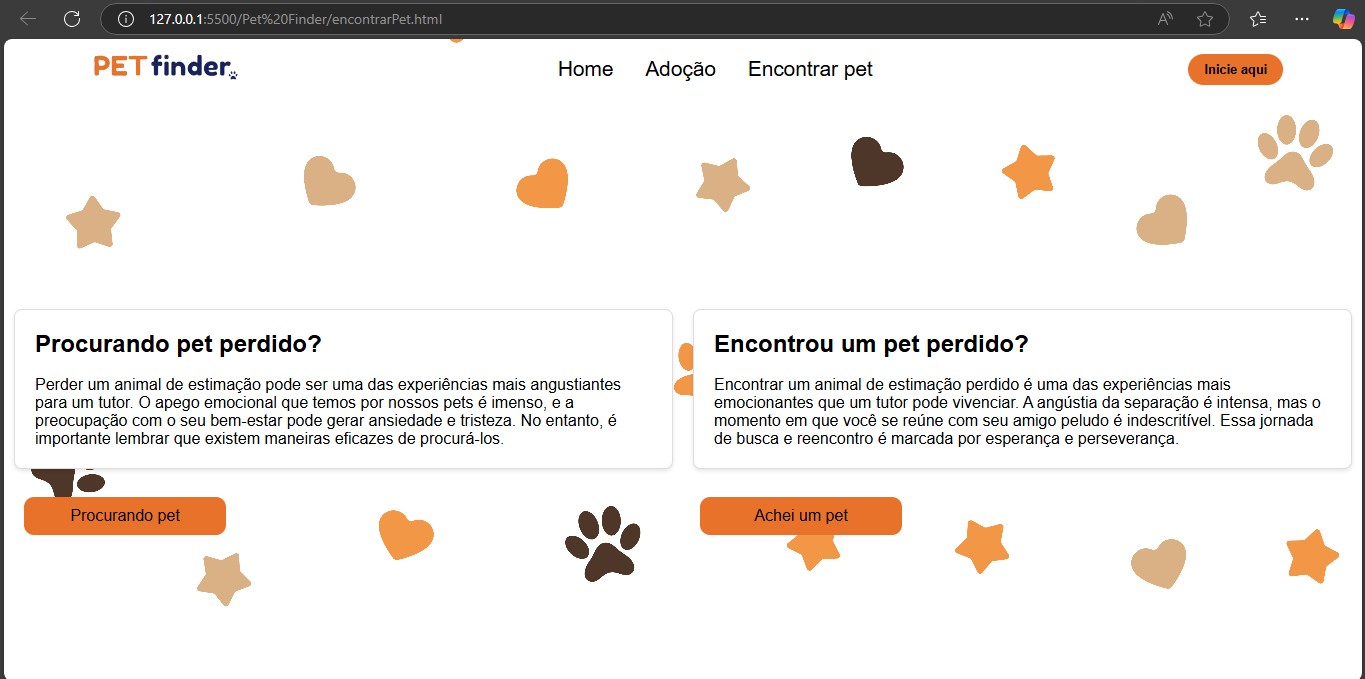 127.0.0.1:5500/Pet%20Finder/encontrarPet.html
PET finder
Home Adoção Encontrar pet Inicie aqui
Procurando pet perdido?
Perder um animal de estimação pode ser uma das experiências mais angustiantes
para um tutor. O apego emocional que temos por nossos pets é imenso, e a
preocupação com o seu bem-estar pode gerar ansiedade e tristeza. No entanto, é
importante lembrar que existem maneiras eficazes de procurá-los.
Procurando pet
Encontrou um pet perdido?
Encontrar um animal de estimação perdido é uma das experiências mais
emocionantes que um tutor pode vivenciar. A angústia da separação é intensa, mas o
momento em que você se reúne com seu amigo peludo é indescritível. Essa jornada
de busca e reencontro é marcada por esperança e perseverança.
Achei um pet